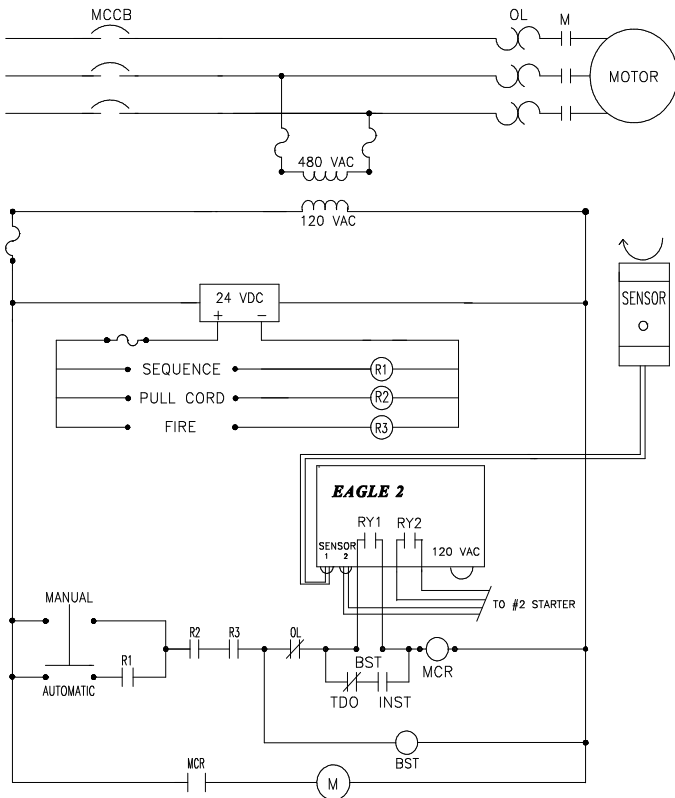 MCCB
OL
M
MOTOR
480 VAC
120 VAC
24 VDC
+ −
SENSOR
SEQUENCE
R1
PULL CORD
R2
FIRE
R3
EAGLE 2
RY1 RY2
SENSOR
1 2
120 VAC
TO #2 STARTER
MANUAL
R1
AUTOMATIC
R2
R3
OL
BST
TDO
INST
MCR
BST
MCR
M